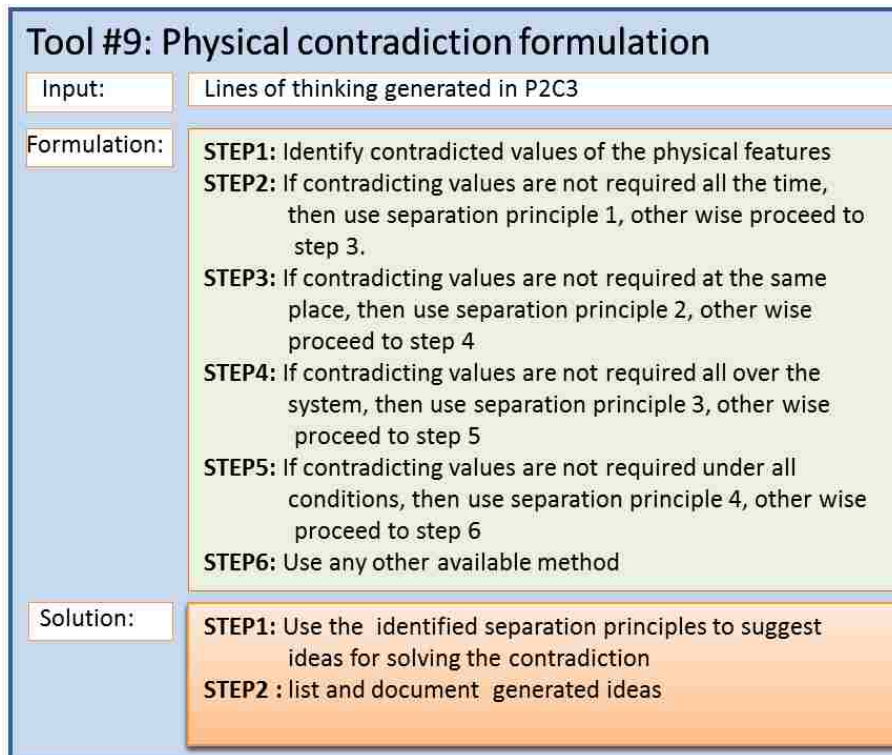 Tool #9: Physical contradiction formulation
Input:
Lines of thinking generated in P2C3
Formulation:
STEP1: Identify contradicted values of the physical features
STEP2: If contradicting values are not required all the time,
then use separation principle 1, other wise proceed to
step 3.
STEP3: If contradicting values are not required at the same
place, then use separation principle 2, other wise
proceed to step 4
STEP4: If contradicting values are not required all over the
system, then use separation principle 3, other wise
proceed to step 5
STEP5: If contradicting values are not required under all
conditions, then use separation principle 4, other wise
proceed to step 6
STEP6: Use any other available method
Solution:
STEP1: Use the identified separation principles to suggest
ideas for solving the contradiction
STEP2 : list and document generated ideas